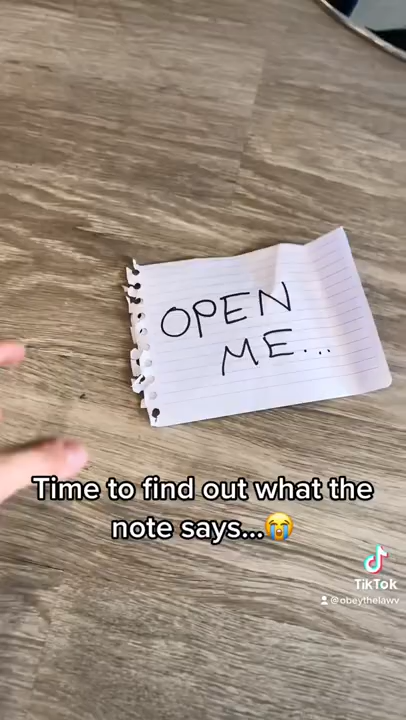 OPEN
ME...
Time to find out what the
note says...😭
TikTok
@obeythelawv